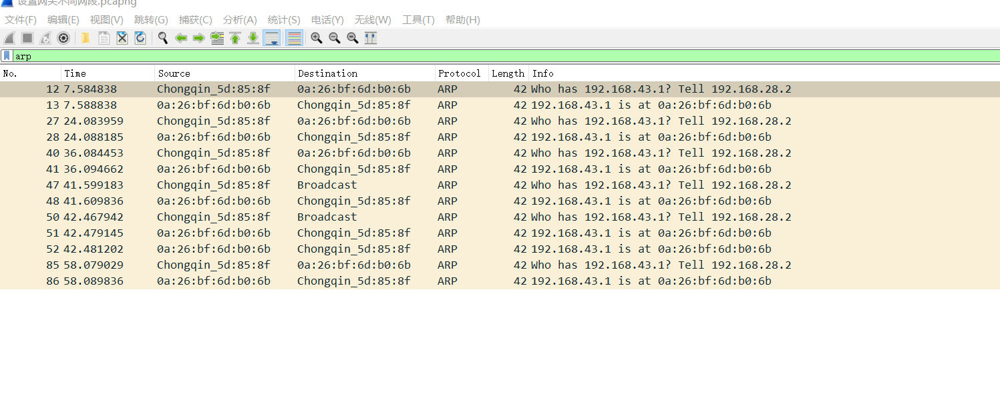 设置网关不同网段.pcapng
文件(F) 编辑(E) 视图(V) 跳转(G) 捕获(C) 分析(A) 统计(S) 电话(Y) 无线(W) 工具(T) 帮助(H)
arp
No. Time Source Destination Protocol Length Info
12 7.584838 Chongqin_5d:85:8f 0a:26:bf:6d:b0:6b ARP 42 Who has 192.168.43.1? Tell 192.168.28.2
13 7.588838 0a:26:bf:6d:b0:6b Chongqin_5d:85:8f ARP 42 192.168.43.1 is at 0a:26:bf:6d:b0:6b
27 24.083959 Chongqin_5d:85:8f 0a:26:bf:6d:b0:6b ARP 42 Who has 192.168.43.1? Tell 192.168.28.2
28 24.088185 0a:26:bf:6d:b0:6b Chongqin_5d:85:8f ARP 42 192.168.43.1 is at 0a:26:bf:6d:b0:6b
40 36.084453 Chongqin_5d:85:8f 0a:26:bf:6d:b0:6b ARP 42 Who has 192.168.43.1? Tell 192.168.28.2
41 36.094662 0a:26:bf:6d:b0:6b Chongqin_5d:85:8f ARP 42 192.168.43.1 is at 0a:26:bf:6d:b0:6b
47 41.599183 Chongqin_5d:85:8f Broadcast ARP 42 Who has 192.168.43.1? Tell 192.168.28.2
48 41.609836 0a:26:bf:6d:b0:6b Chongqin_5d:85:8f ARP 42 192.168.43.1 is at 0a:26:bf:6d:b0:6b
50 42.467942 Chongqin_5d:85:8f Broadcast ARP 42 Who has 192.168.43.1? Tell 192.168.28.2
51 42.479145 0a:26:bf:6d:b0:6b Chongqin_5d:85:8f ARP 42 192.168.43.1 is at 0a:26:bf:6d:b0:6b
52 42.481202 0a:26:bf:6d:b0:6b Chongqin_5d:85:8f ARP 42 192.168.43.1 is at 0a:26:bf:6d:b0:6b
85 58.079029 Chongqin_5d:85:8f 0a:26:bf:6d:b0:6b ARP 42 Who has 192.168.43.1? Tell 192.168.28.2
86 58.089836 0a:26:bf:6d:b0:6b Chongqin_5d:85:8f ARP 42 192.168.43.1 is at 0a:26:bf:6d:b0:6b